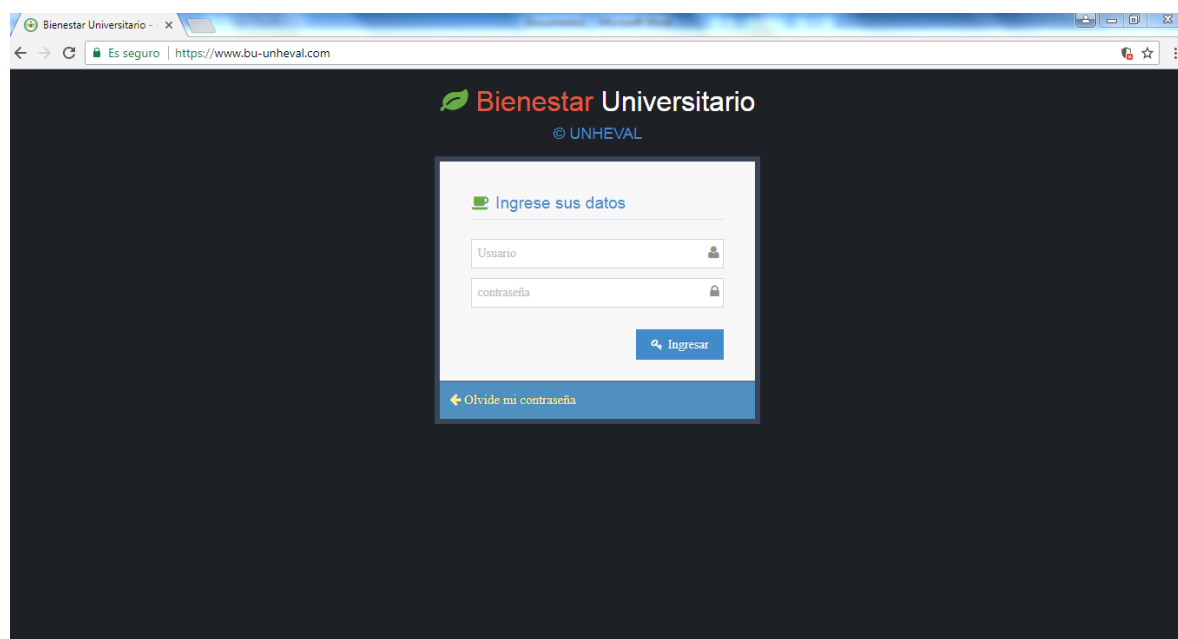 Bienestar Universitario -
Es seguro | https://www.bu-unheval.com
Bienestar Universitario
© UNHEVAL
Ingrese sus datos
Usuario
contraseña
Ingresar
Olvide mi contraseña